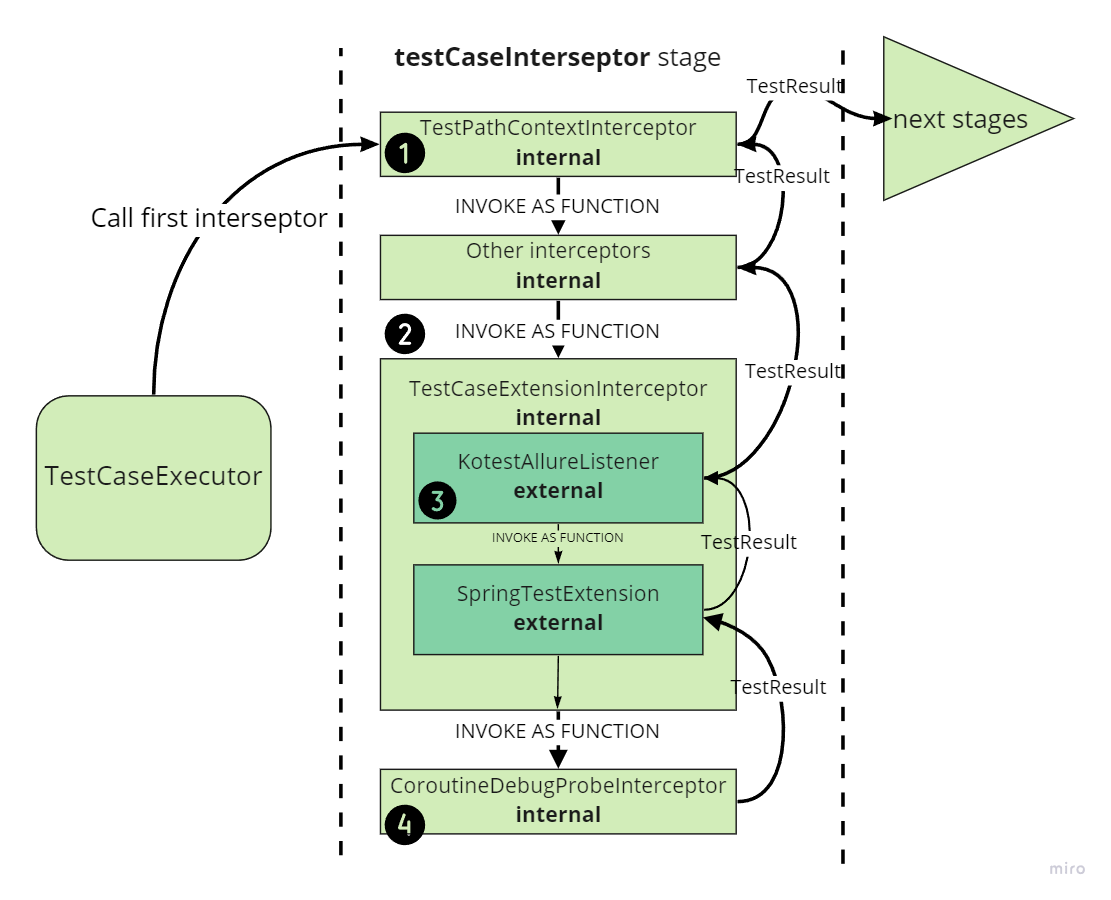 testCaseInterseptor stage
TestResult
next stages
TestPathContextInterceptor
internal
1
TestResult
Call first interseptor
INVOKE AS FUNCTION
Other interceptors
internal
2
INVOKE AS FUNCTION
TestResult
TestCaseExtensionInterceptor
internal
KotestAllureListener
external
3
TestCaseExecutor
INVOKE AS FUNCTION
TestResult
SpringTestExtension
external
TestResult
INVOKE AS FUNCTION
CoroutineDebugProbeInterceptor
internal
4
miro